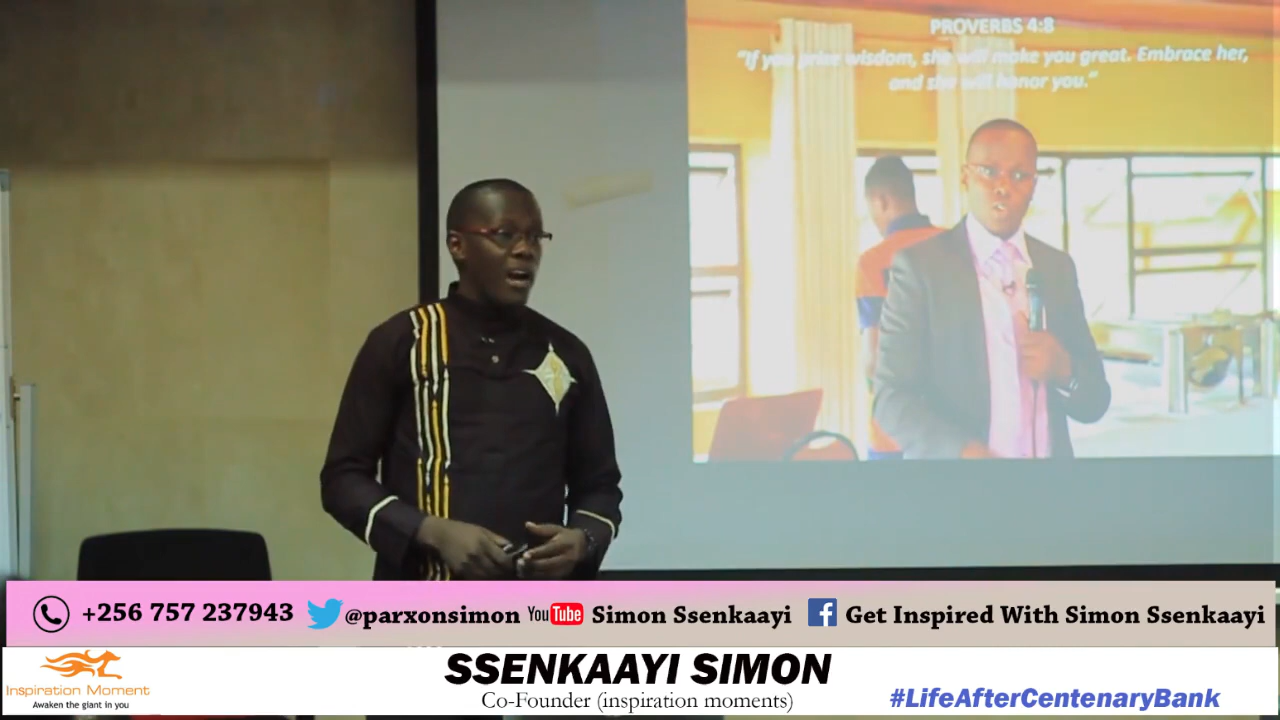 PROVERBS 4:8
"If you prize wisdom, she will make you great. Embrace her,
and she will honor you."
+256 757 237943 @parxonsimon YouTube Simon Ssenkaayi Get Inspired With Simon Ssenkaayi
Inspiration Moment
Awaken the giant in you
SSENKAAYI SIMON
Co-Founder (inspiration moments)
#LifeAfterCentenaryBank